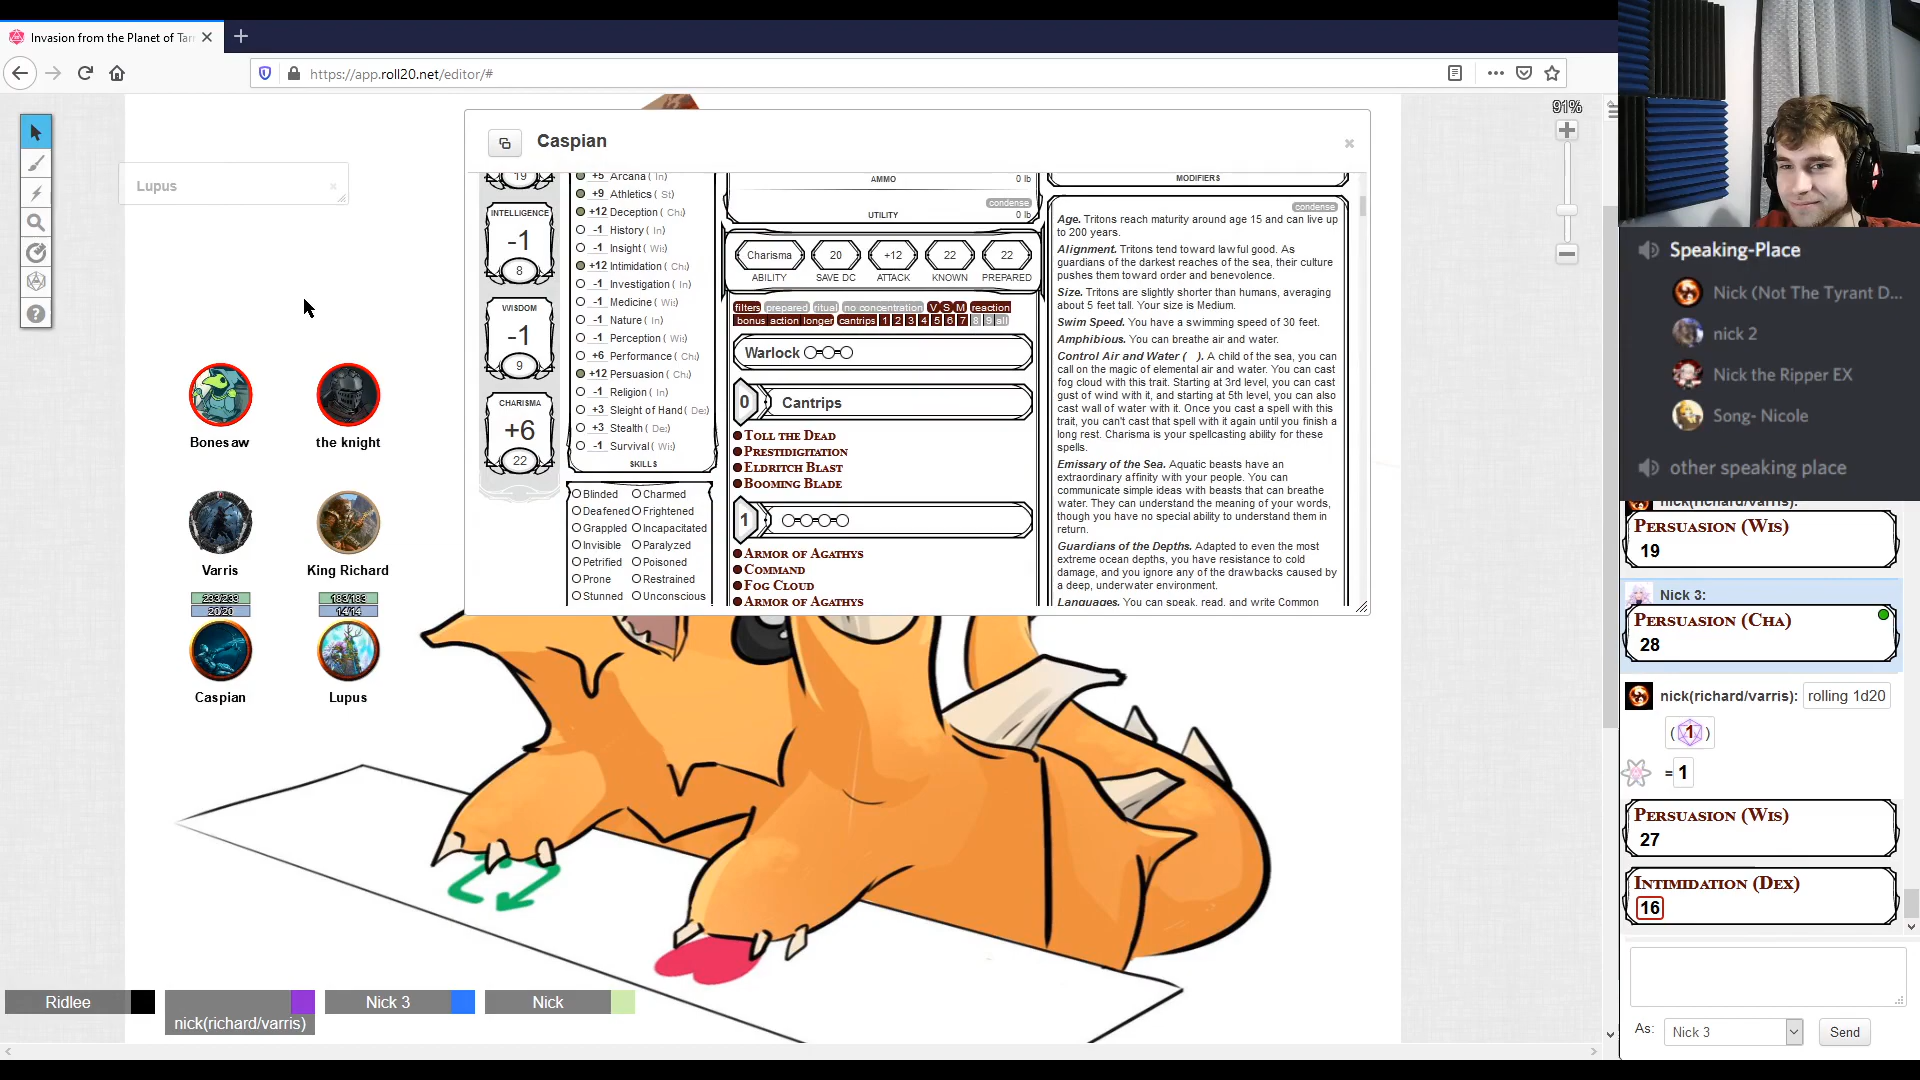 Invasion from the Planet of Tarr
https://app.roll20.net/editor/#
91%
Lupus
Caspian
19
INTELLIGENCE
-1
8
WISDOM
-1
9
CHARISMA
+6
22
+5 Arcana ( In)
+9 Athletics ( St)
+12 Deception ( Cha)
-1 History ( In)
-1 Insight ( Wis)
+12 Intimidation ( Cha)
-1 Investigation ( In)
-1 Medicine ( Wis)
-1 Nature ( In)
-1 Perception ( Wis)
+6 Performance ( Cha)
+12 Persuasion ( Cha)
-1 Religion ( In)
+3 Sleight of Hand ( Dex)
+3 Stealth ( Dex)
-1 Survival ( Wis)
SKILLS
Blinded Charmed
Deafened Frightened
Grappled Incapacitated
Invisible Paralyzed
Petrified Poisoned
Prone Restrained
Stunned Unconscious
AMMO 0 lb
condense
UTILITY 0 lb
Charisma 20 +12 22 22
ABILITY SAVE DC ATTACK KNOWN PREPARED
filters prepared ritual no concentration V S M reaction
bonus action longer cantrips 1 2 3 4 5 6 7 8 9 all
Warlock
0 Cantrips
TOLL THE DEAD
PRESTIDIGITATION
ELDRITCH BLAST
BOOMING BLADE
1
ARMOR OF AGATHYS
COMMAND
FOG CLOUD
ARMOR OF AGATHYS
MODIFIERS
condense
Age. Tritons reach maturity around age 15 and can live up
to 200 years.
Alignment. Tritons tend toward lawful good. As
guardians of the darkest reaches of the sea, their culture
pushes them toward order and benevolence.
Size. Tritons are slightly shorter than humans, averaging
about 5 feet tall. Your size is Medium.
Swim Speed. You have a swimming speed of 30 feet.
Amphibious. You can breathe air and water.
Control Air and Water ( ). A child of the sea, you can
call on the magic of elemental air and water. You can cast
fog cloud with this trait. Starting at 3rd level, you can cast
gust of wind with it, and starting at 5th level, you can also
cast wall of water with it. Once you cast a spell with this
trait, you can't cast that spell with it again until you finish a
long rest. Charisma is your spellcasting ability for these
spells.
Emissary of the Sea. Aquatic beasts have an
extraordinary affinity with your people. You can
communicate simple ideas with beasts that can breathe
water. They can understand the meaning of your words,
though you have no special ability to understand them in
return.
Guardians of the Depths. Adapted to even the most
extreme ocean depths, you have resistance to cold
damage, and you ignore any of the drawbacks caused by
a deep, underwater environment.
Languages. You can speak, read, and write Common
Bonesaw
the knight
Varris
King Richard
233/233
20/20
183/183
14/14
Caspian
Lupus
Ridlee
nick(richard/varris)
Nick 3
Nick
Speaking-Place
Nick (Not The Tyrant D...
nick 2
Nick the Ripper EX
Song- Nicole
other speaking place
nick(richard/varris):
PERSUASION (WIS)
19
Nick 3:
PERSUASION (CHA)
28
nick(richard/varris): rolling 1d20
(1)
=1
PERSUASION (WIS)
27
INTIMIDATION (DEX)
16
As: Nick 3 Send